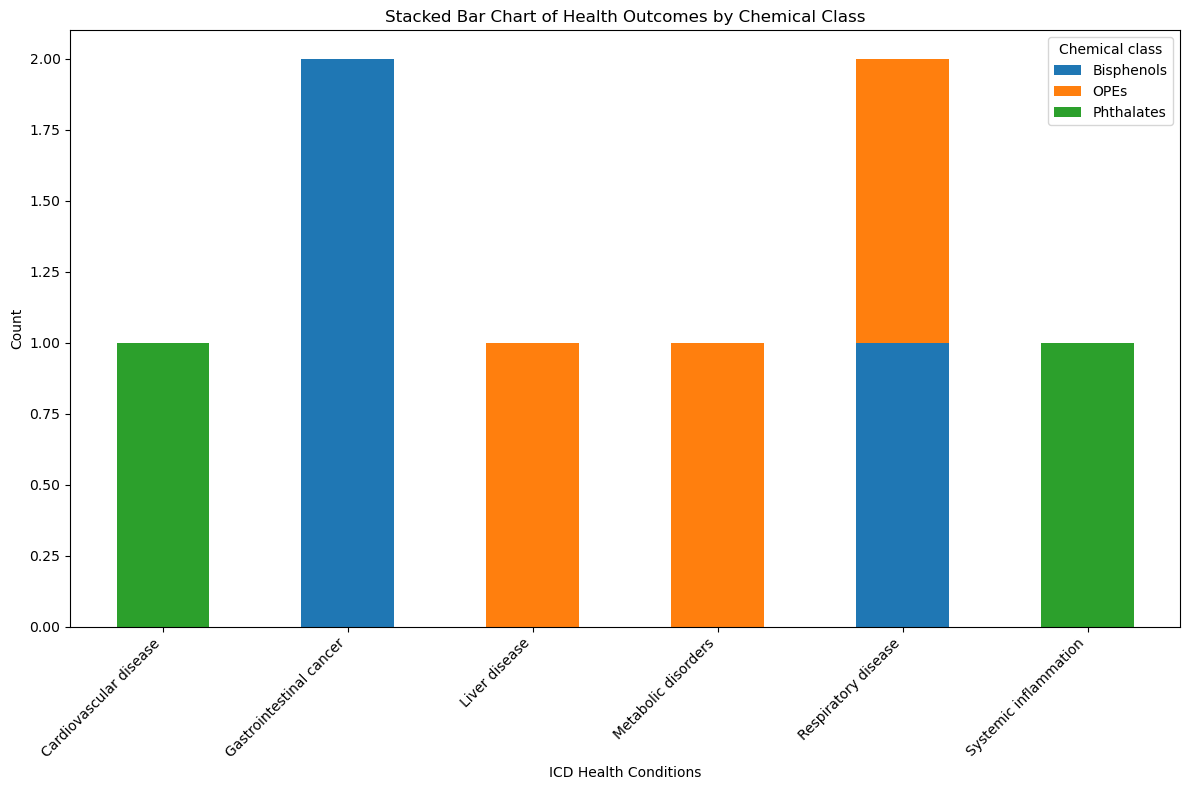 Stacked Bar Chart of Health Outcomes by Chemical Class
Chemical class
Bisphenols
OPEs
Phthalates
2.00
1.75
1.50
1.25
1.00
0.75
0.50
0.25
0.00
Count
Cardiovascular disease
Gastrointestinal cancer
Liver disease
Metabolic disorders
Respiratory disease
Systemic inflammation
ICD Health Conditions